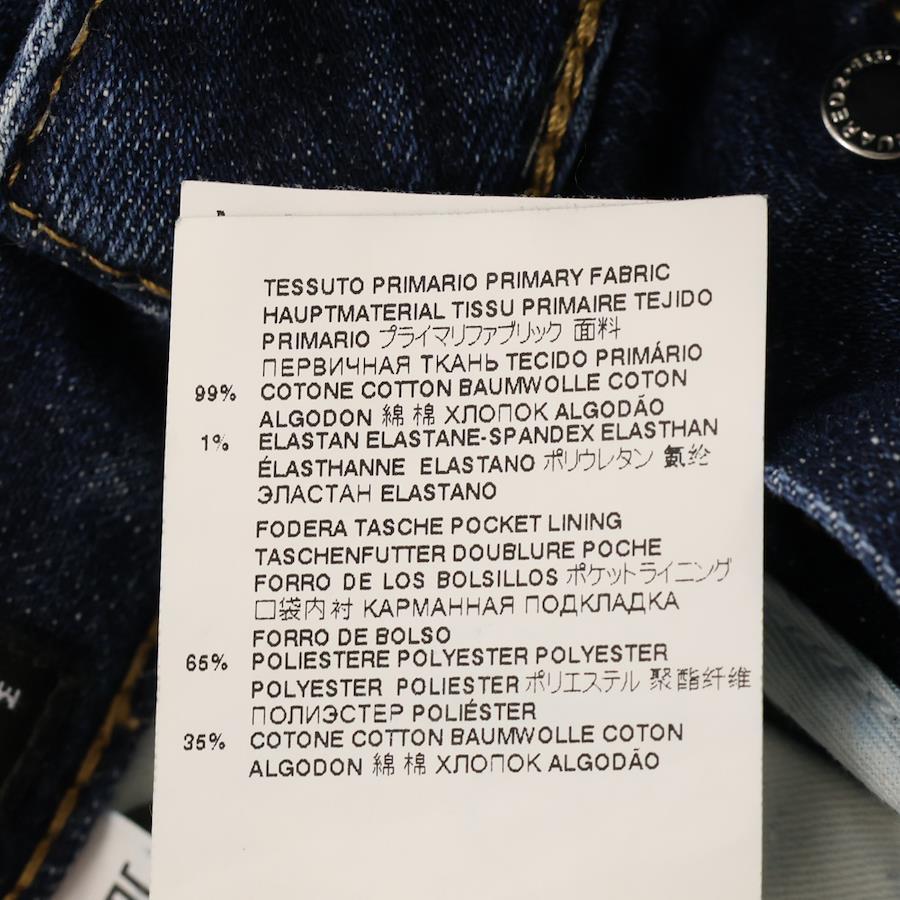 TESSUTO PRIMARIO PRIMARY FABRIC
HAUPTMATERIAL TISSU PRIMAIRE TEJIDO
PRIMARIO プライマリファブリック 面料
ПЕРВИЧНАЯ ТКАНЬ TECIDO PRIMÁRIO
99% COTONE COTTON BAUMWOLLE COTON
ALGODON 綿 棉 ХЛОПОК ALGODÃO
1% ELASTAN ELASTANE-SPANDEX ELASTHAN
ÉLASTHANNE ELASTANO ポリウレタン 氨纶
ЭЛАСТАН ELASTANO
FODERA TASCHE POCKET LINING
TASCHENFUTTER DOUBLURE POCHE
FORRO DE LOS BOLSILLOS ポケットライニング
口袋内衬 КАРМАННАЯ ПОДКЛАДКА
FORRO DE BOLSO
65% POLIESTERE POLYESTER POLYESTER
POLYESTER POLIESTER ポリエステル 聚酯纤维
ПОЛИЭСТЕР POLIÉSTER
35% COTONE COTTON BAUMWOLLE COTON
ALGODON 綿 棉 ХЛОПОК ALGODÃO